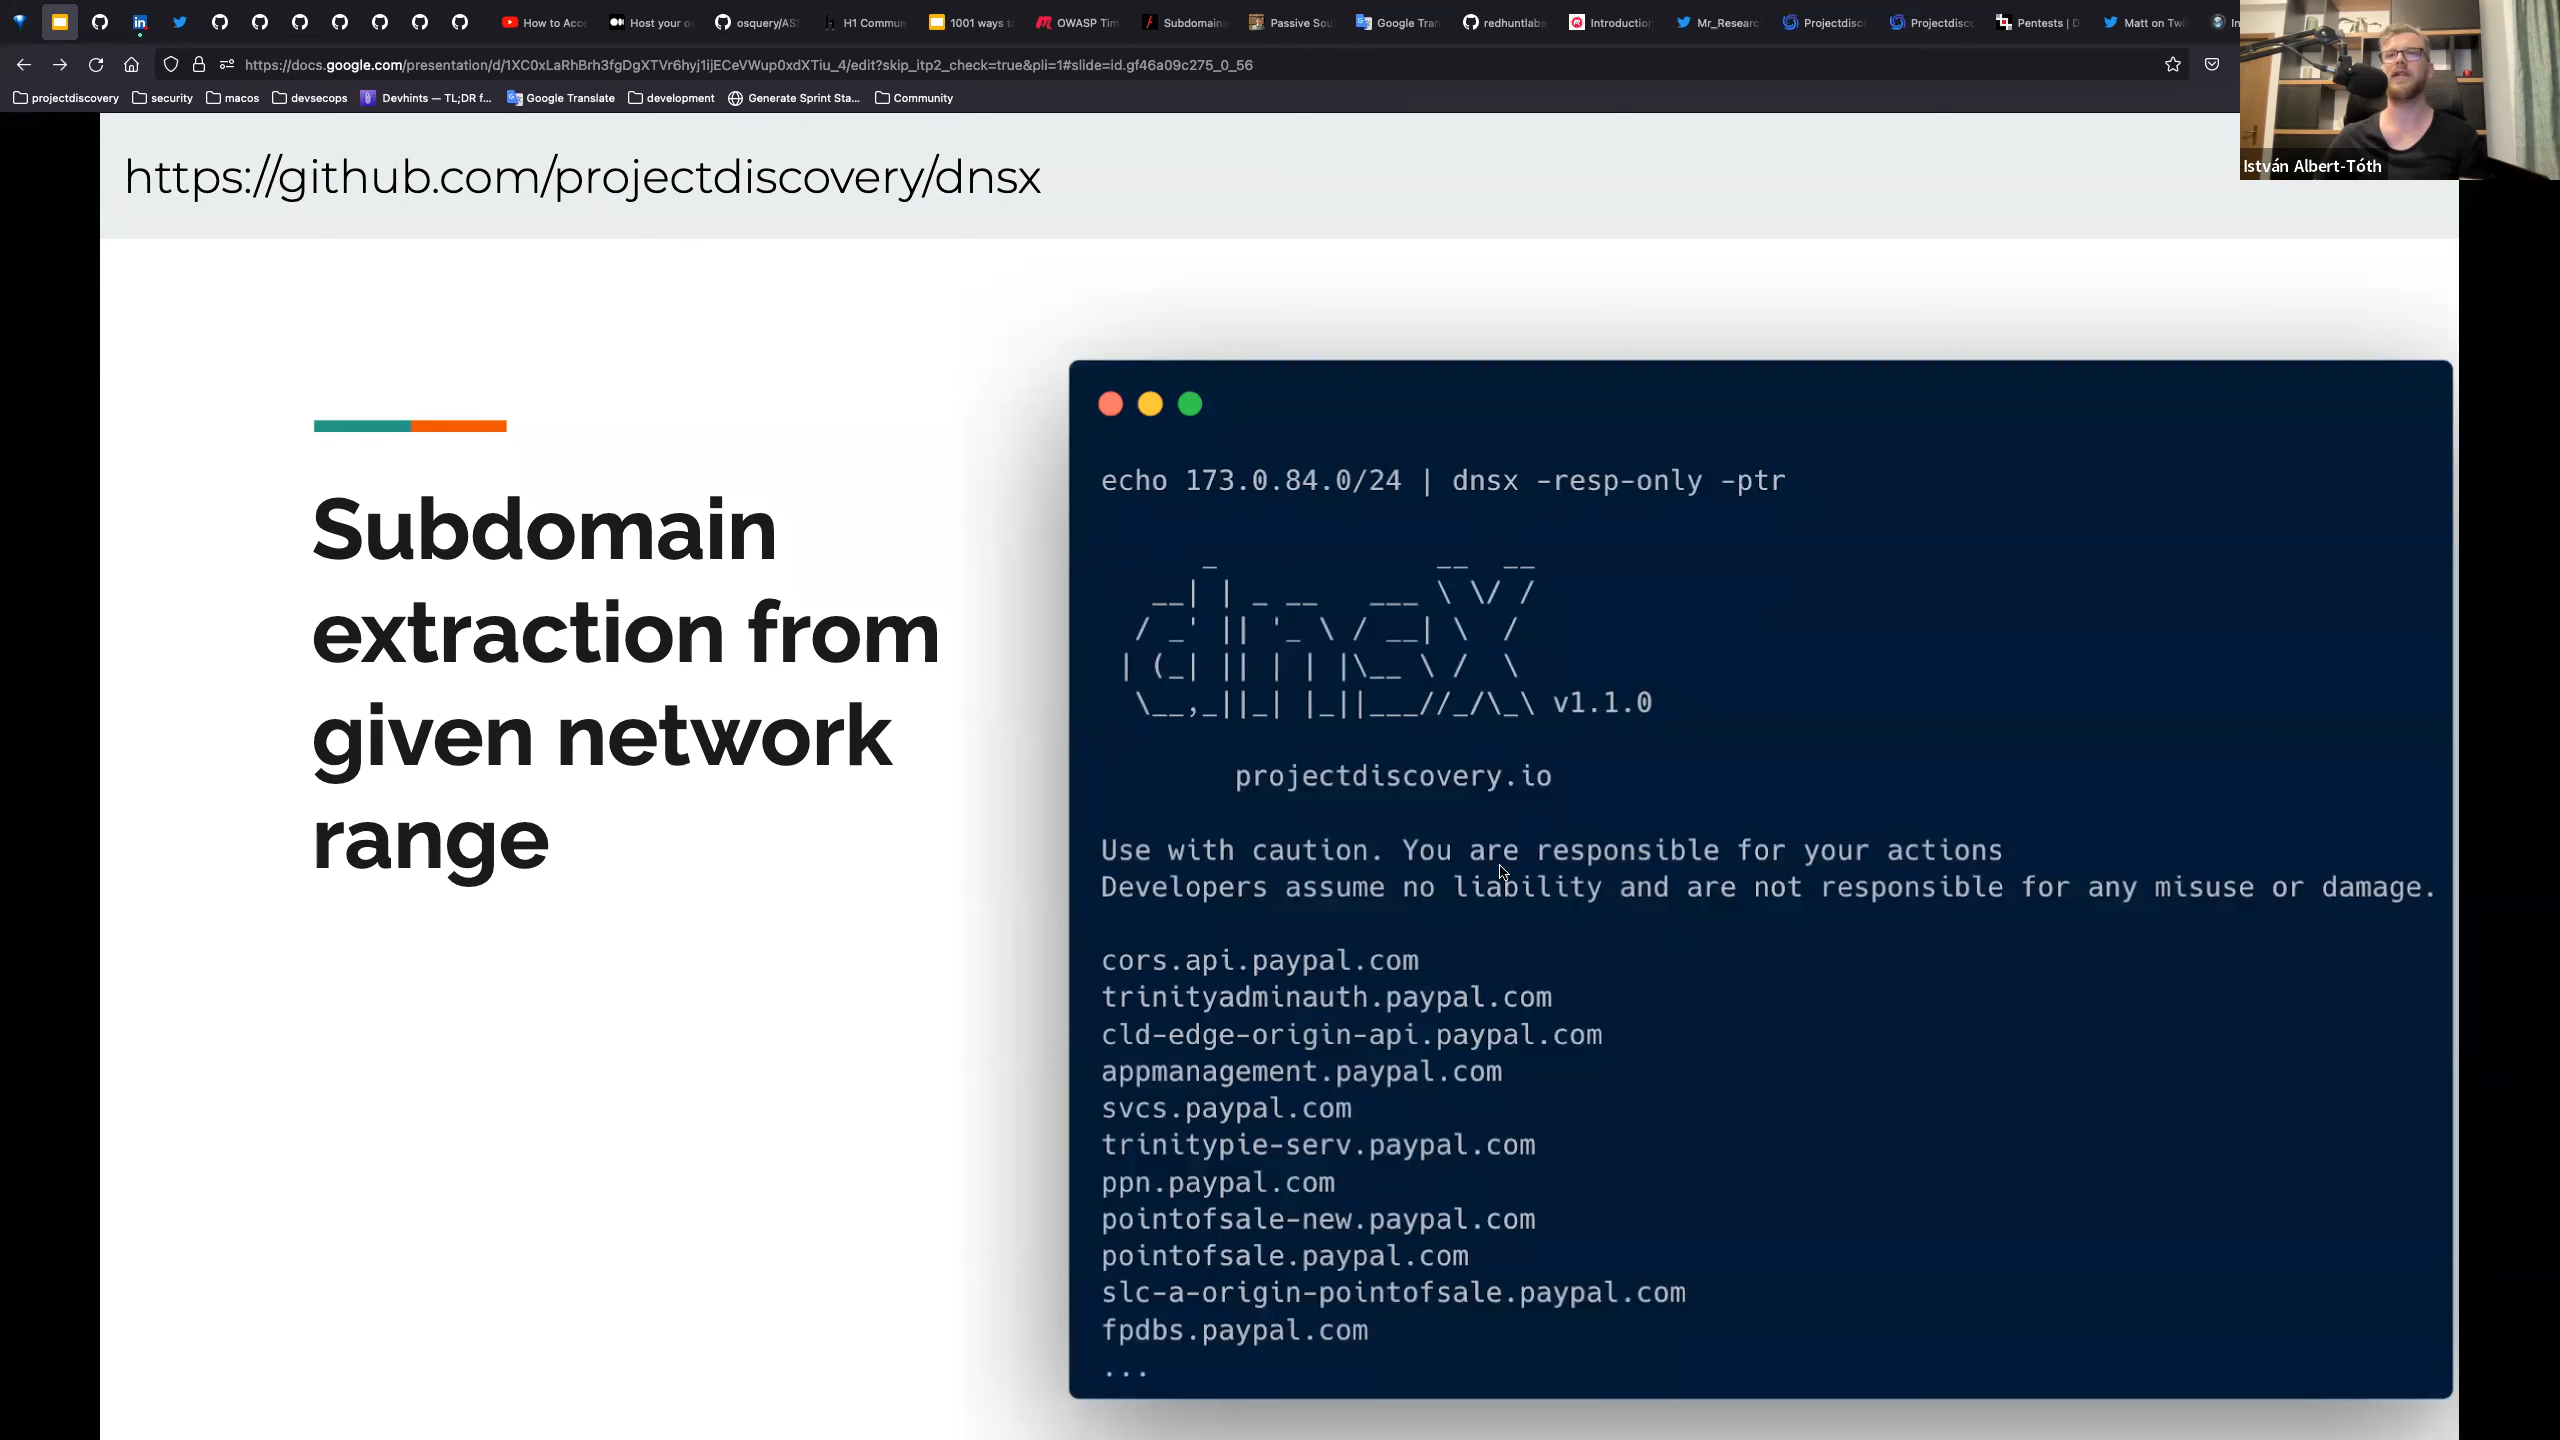 How to Acc
Host your o
osquery/AS
H1 Commun
1001 ways t
OWASP Tim
Subdomain
Passive Sou
Google Tran
redhuntlabs
Introduction
Mr_Researc
Projectdisc
Projectdisc
Pentests | D
Matt on Twi
In
https://docs.google.com/presentation/d/1XC0xLaRhBrh3fgDgXTVr6hyj1ijECeVWup0xdXTiu_4/edit?skip_itp2_check=true&pli=1#slide=id.gf46a09c275_0_56
projectdiscovery
security
macos
devsecops
Devhints — TL;DR f...
Google Translate
development
Generate Sprint Sta...
Community
István Albert-Tóth
https://github.com/projectdiscovery/dnsx
Subdomain
extraction from
given network
range
echo 173.0.84.0/24 | dnsx -resp-only -ptr
v1.1.0
projectdiscovery.io
Use with caution. You are responsible for your actions
Developers assume no liability and are not responsible for any misuse or damage.
cors.api.paypal.com
trinityadminauth.paypal.com
cld-edge-origin-api.paypal.com
appmanagement.paypal.com
svcs.paypal.com
trinitypie-serv.paypal.com
ppn.paypal.com
pointofsale-new.paypal.com
pointofsale.paypal.com
slc-a-origin-pointofsale.paypal.com
fpdbs.paypal.com
...